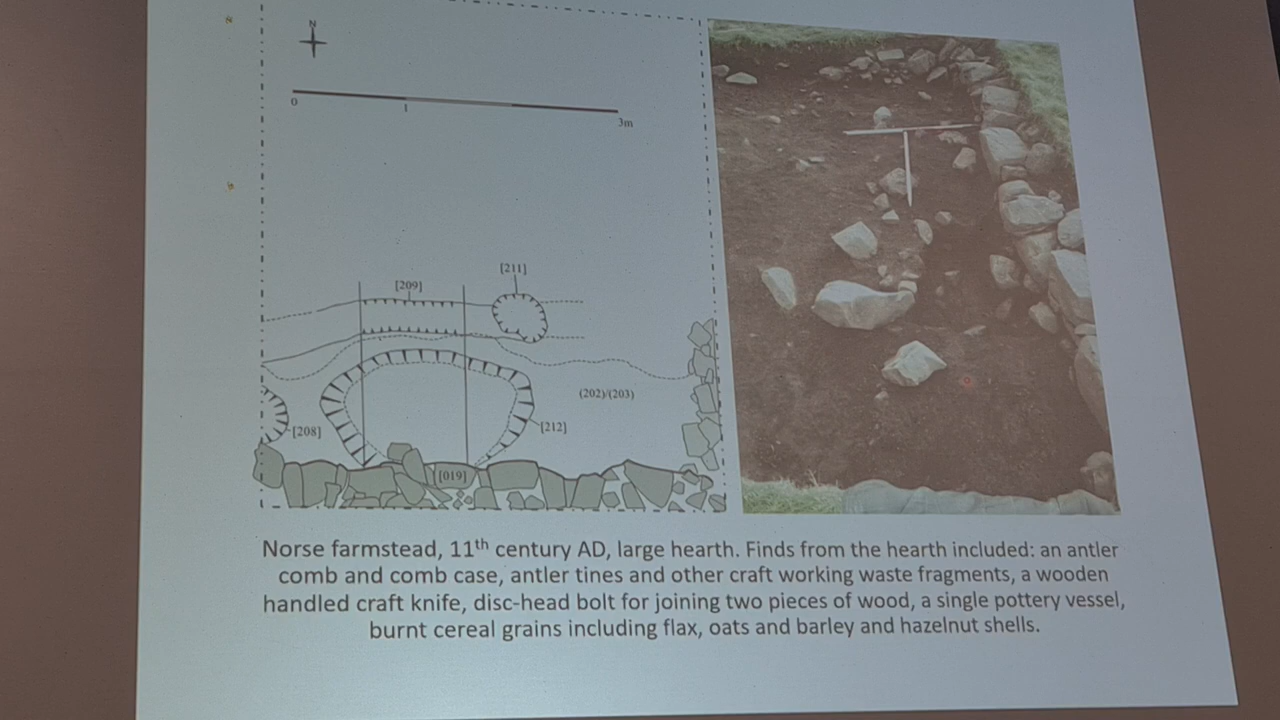 N
0 1 3m
[211]
[209]
(202)/(203)
[208]
[212]
[019]
Norse farmstead, 11th century AD, large hearth. Finds from the hearth included: an antler
comb and comb case, antler tines and other craft working waste fragments, a wooden
handled craft knife, disc-head bolt for joining two pieces of wood, a single pottery vessel,
burnt cereal grains including flax, oats and barley and hazelnut shells.